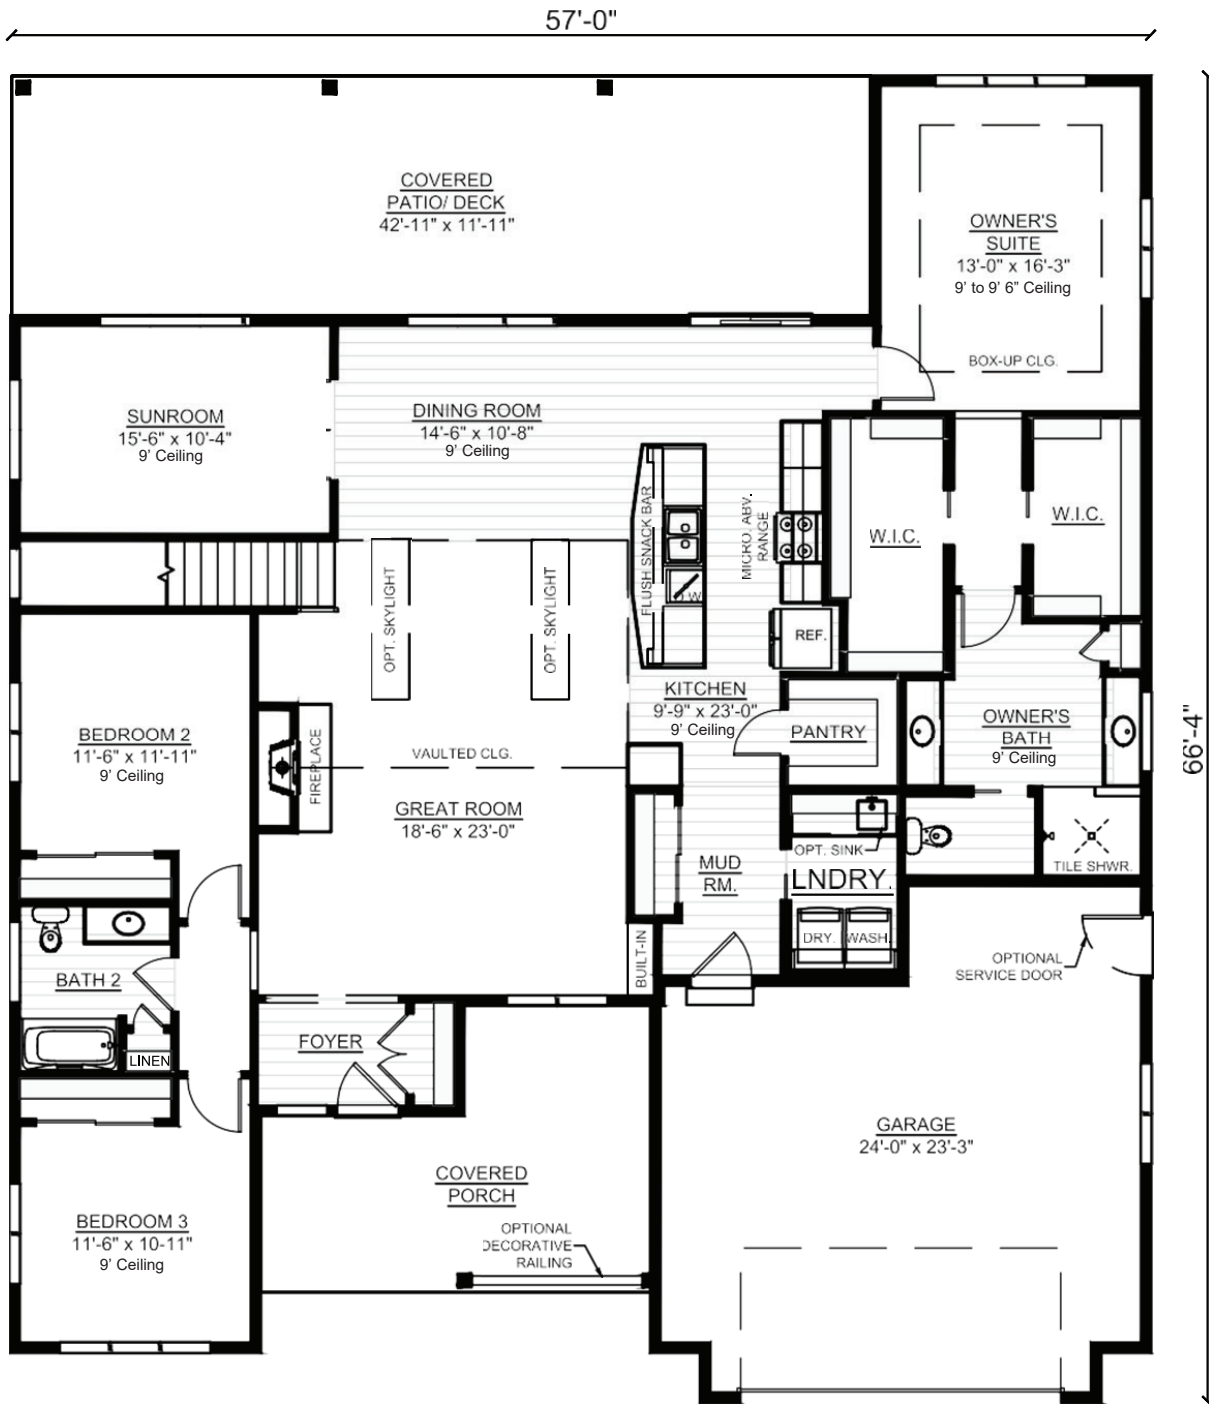 57'-0"
COVERED
PATIO/ DECK
42'-11" x 11'-11"
OWNER'S
SUITE
13'-0" x 16'-3"
9' to 9' 6" Ceiling
BOX-UP CLG.
SUNROOM
15'-6" x 10'-4"
9' Ceiling
DINING ROOM
14'-6" x 10'-8"
9' Ceiling
FLUSH SNACK BAR
MICRO. ABV.
RANGE
W.I.C.
W.I.C.
OPT. SKYLIGHT
OPT. SKYLIGHT
D.W.
REF.
KITCHEN
9'-9" x 23'-0"
9' Ceiling
PANTRY
OWNER'S
BATH
9' Ceiling
66'-4"
BEDROOM 2
11'-6" x 11'-11"
9' Ceiling
FIREPLACE
VAULTED CLG.
GREAT ROOM
18'-6" x 23'-0"
MUD
RM.
OPT. SINK
LNDRY.
TILE SHWR.
DRY.
WASH.
BUILT-IN
OPTIONAL
SERVICE DOOR
BATH 2
LINEN
FOYER
GARAGE
24'-0" x 23'-3"
COVERED
PORCH
OPTIONAL
DECORATIVE
RAILING
BEDROOM 3
11'-6" x 10-11"
9' Ceiling